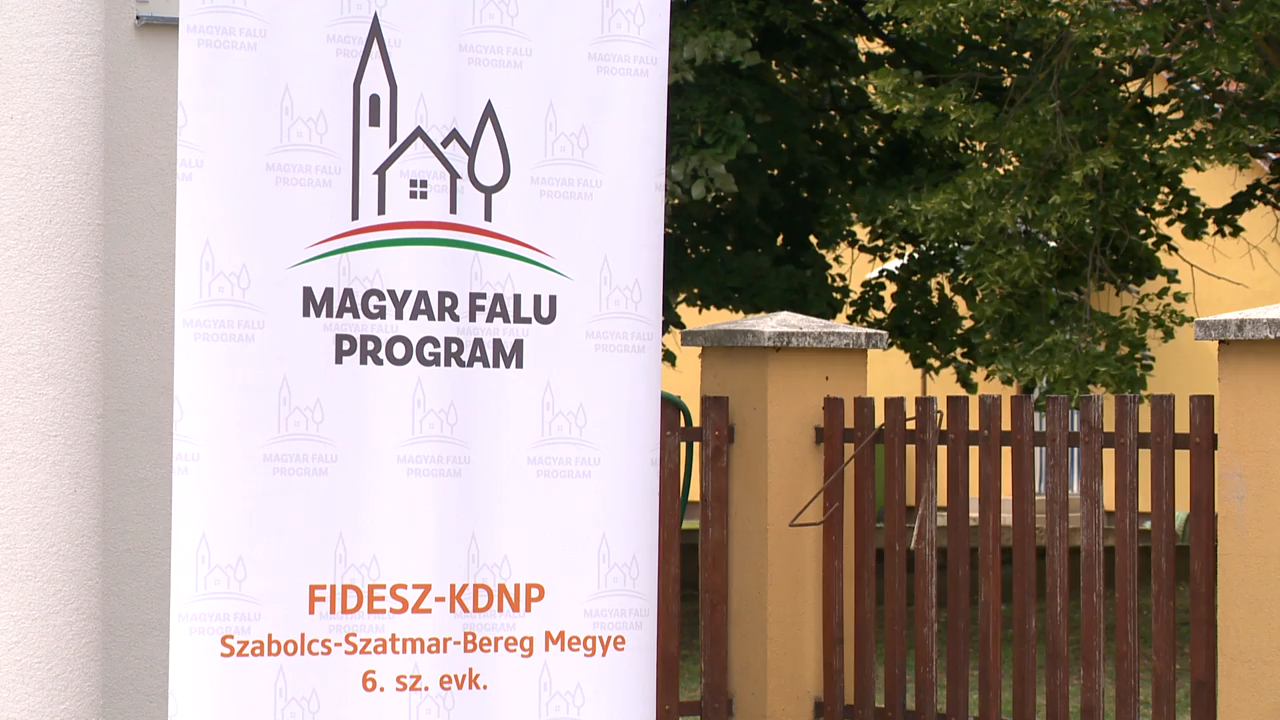 MAGYAR FALU
PROGRAM
FIDESZ-KDNP
Szabolcs-Szatmar-Bereg Megye
6. sz. evk.